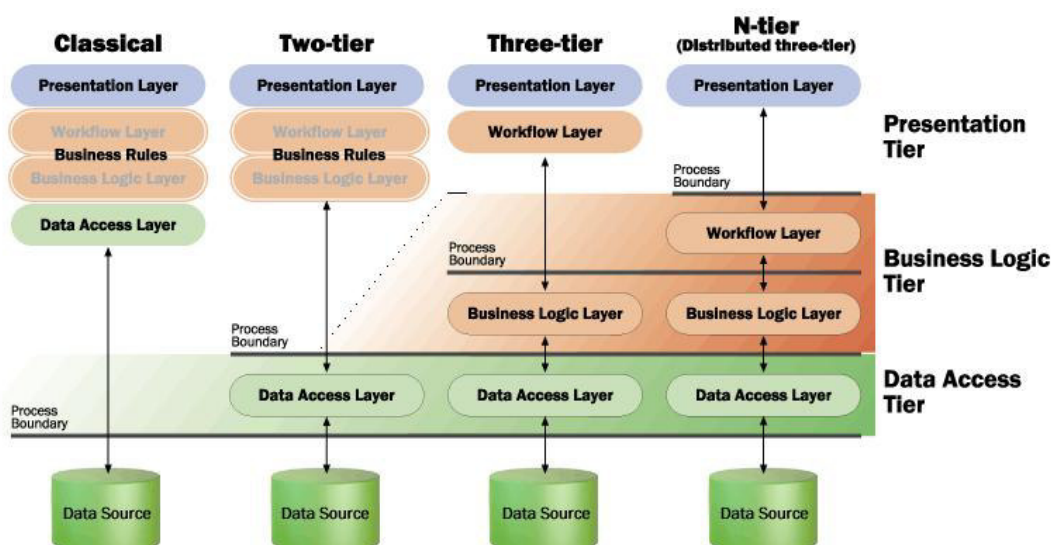 Classical
Two-tier
Three-tier
N-tier
(Distributed three-tier)
Presentation Layer
Presentation Layer
Presentation Layer
Presentation Layer
Workflow Layer
Business Rules
Business Logic Layer
Workflow Layer
Business Rules
Business Logic Layer
Workflow Layer
Presentation
Tier
Process
Boundary
Data Access Layer
Workflow Layer
Process
Boundary
Business Logic
Tier
Business Logic Layer
Business Logic Layer
Process
Boundary
Data Access Layer
Data Access Layer
Data Access Layer
Data Access
Tier
Process
Boundary
Data Source
Data Source
Data Source
Data Source